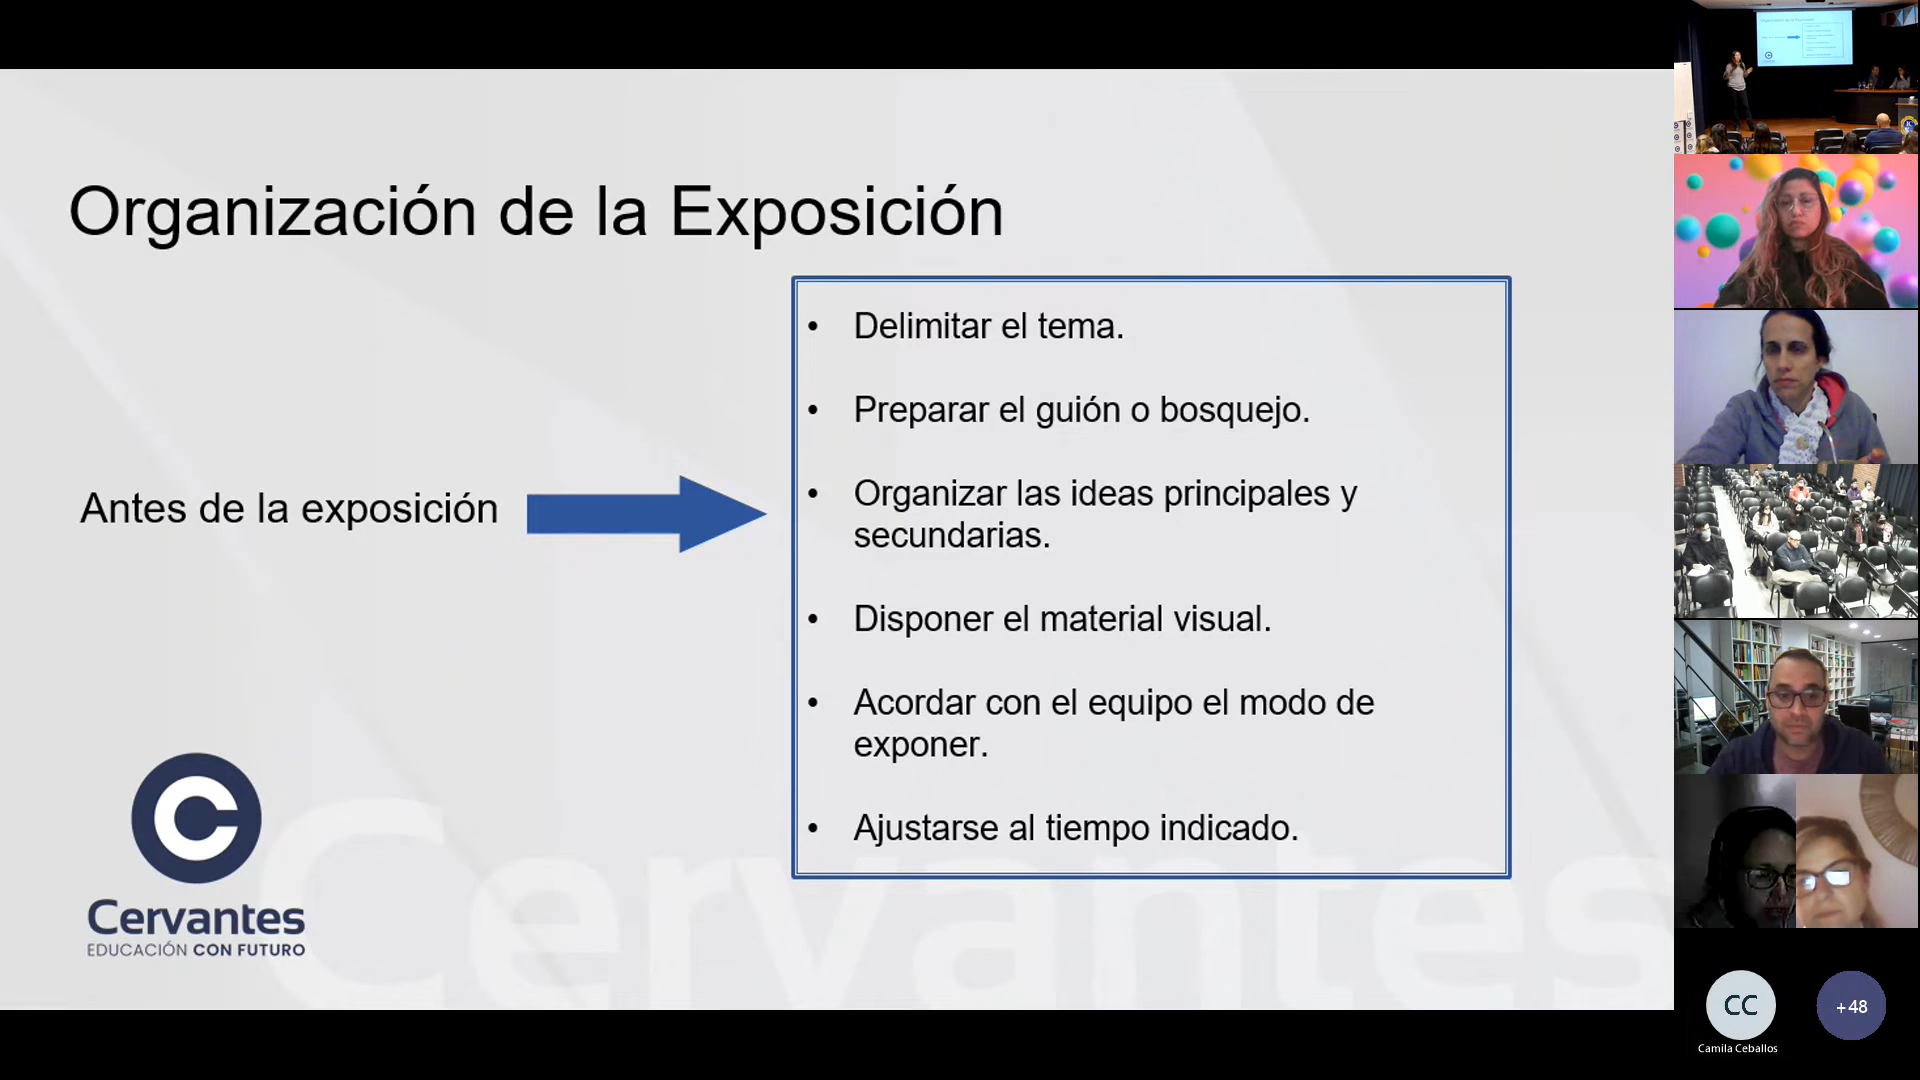 Organización de la Exposición
Antes de la exposición
• Delimitar el tema.
• Preparar el guión o bosquejo.
• Organizar las ideas principales y
secundarias.
• Disponer el material visual.
• Acordar con el equipo el modo de
exponer.
• Ajustarse al tiempo indicado.
C
Cervantes
EDUCACIÓN CON FUTURO
Cervantes
CC
Camila Ceballos
+48